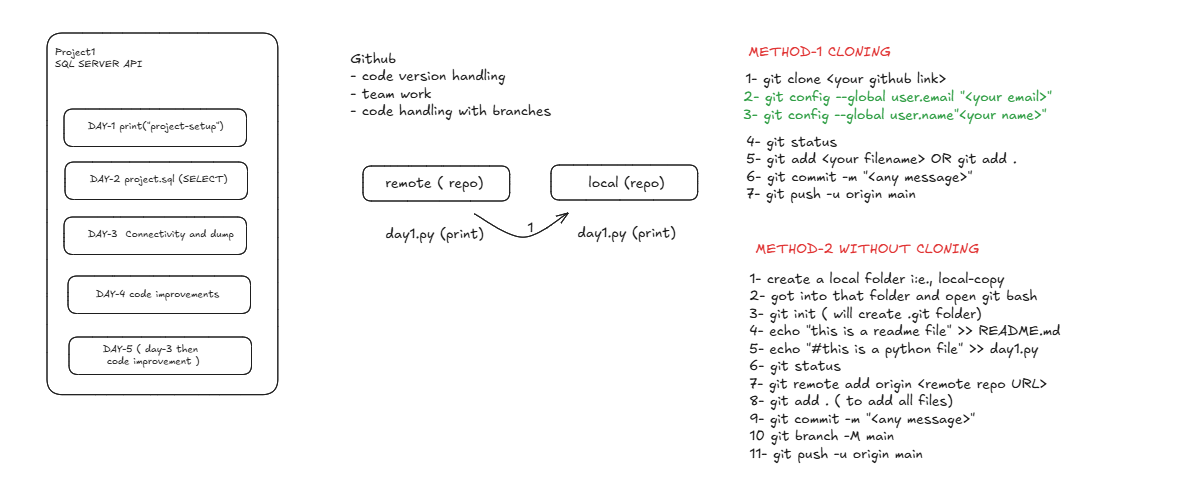 Project1
SQL SERVER API
DAY-1 print("project-setup")
DAY-2 project.sql (SELECT)
DAY-3 Connectivity and dump
DAY-4 code improvements
DAY-5 ( day-3 then
code improvement )
Github
- code version handling
- team work
- code handling with branches
remote ( repo)
local (repo)
day1.py (print)
1
day1.py (print)
METHOD-1 CLONING
1- git clone <your github link>
2- git config --global user.email "<your email>"
3- git config --global user.name"<your name>"
4- git status
5- git add <your filename> OR git add .
6- git commit -m "<any message>"
7- git push -u origin main
METHOD-2 WITHOUT CLONING
1- create a local folder i:e., local-copy
2- got into that folder and open git bash
3- git init ( will create .git folder)
4- echo "this is a readme file" >> README.md
5- echo "#this is a python file" >> day1.py
6- git status
7- git remote add origin <remote repo URL>
8- git add . ( to add all files)
9- git commit -m "<any message>"
10 git branch -M main
11- git push -u origin main